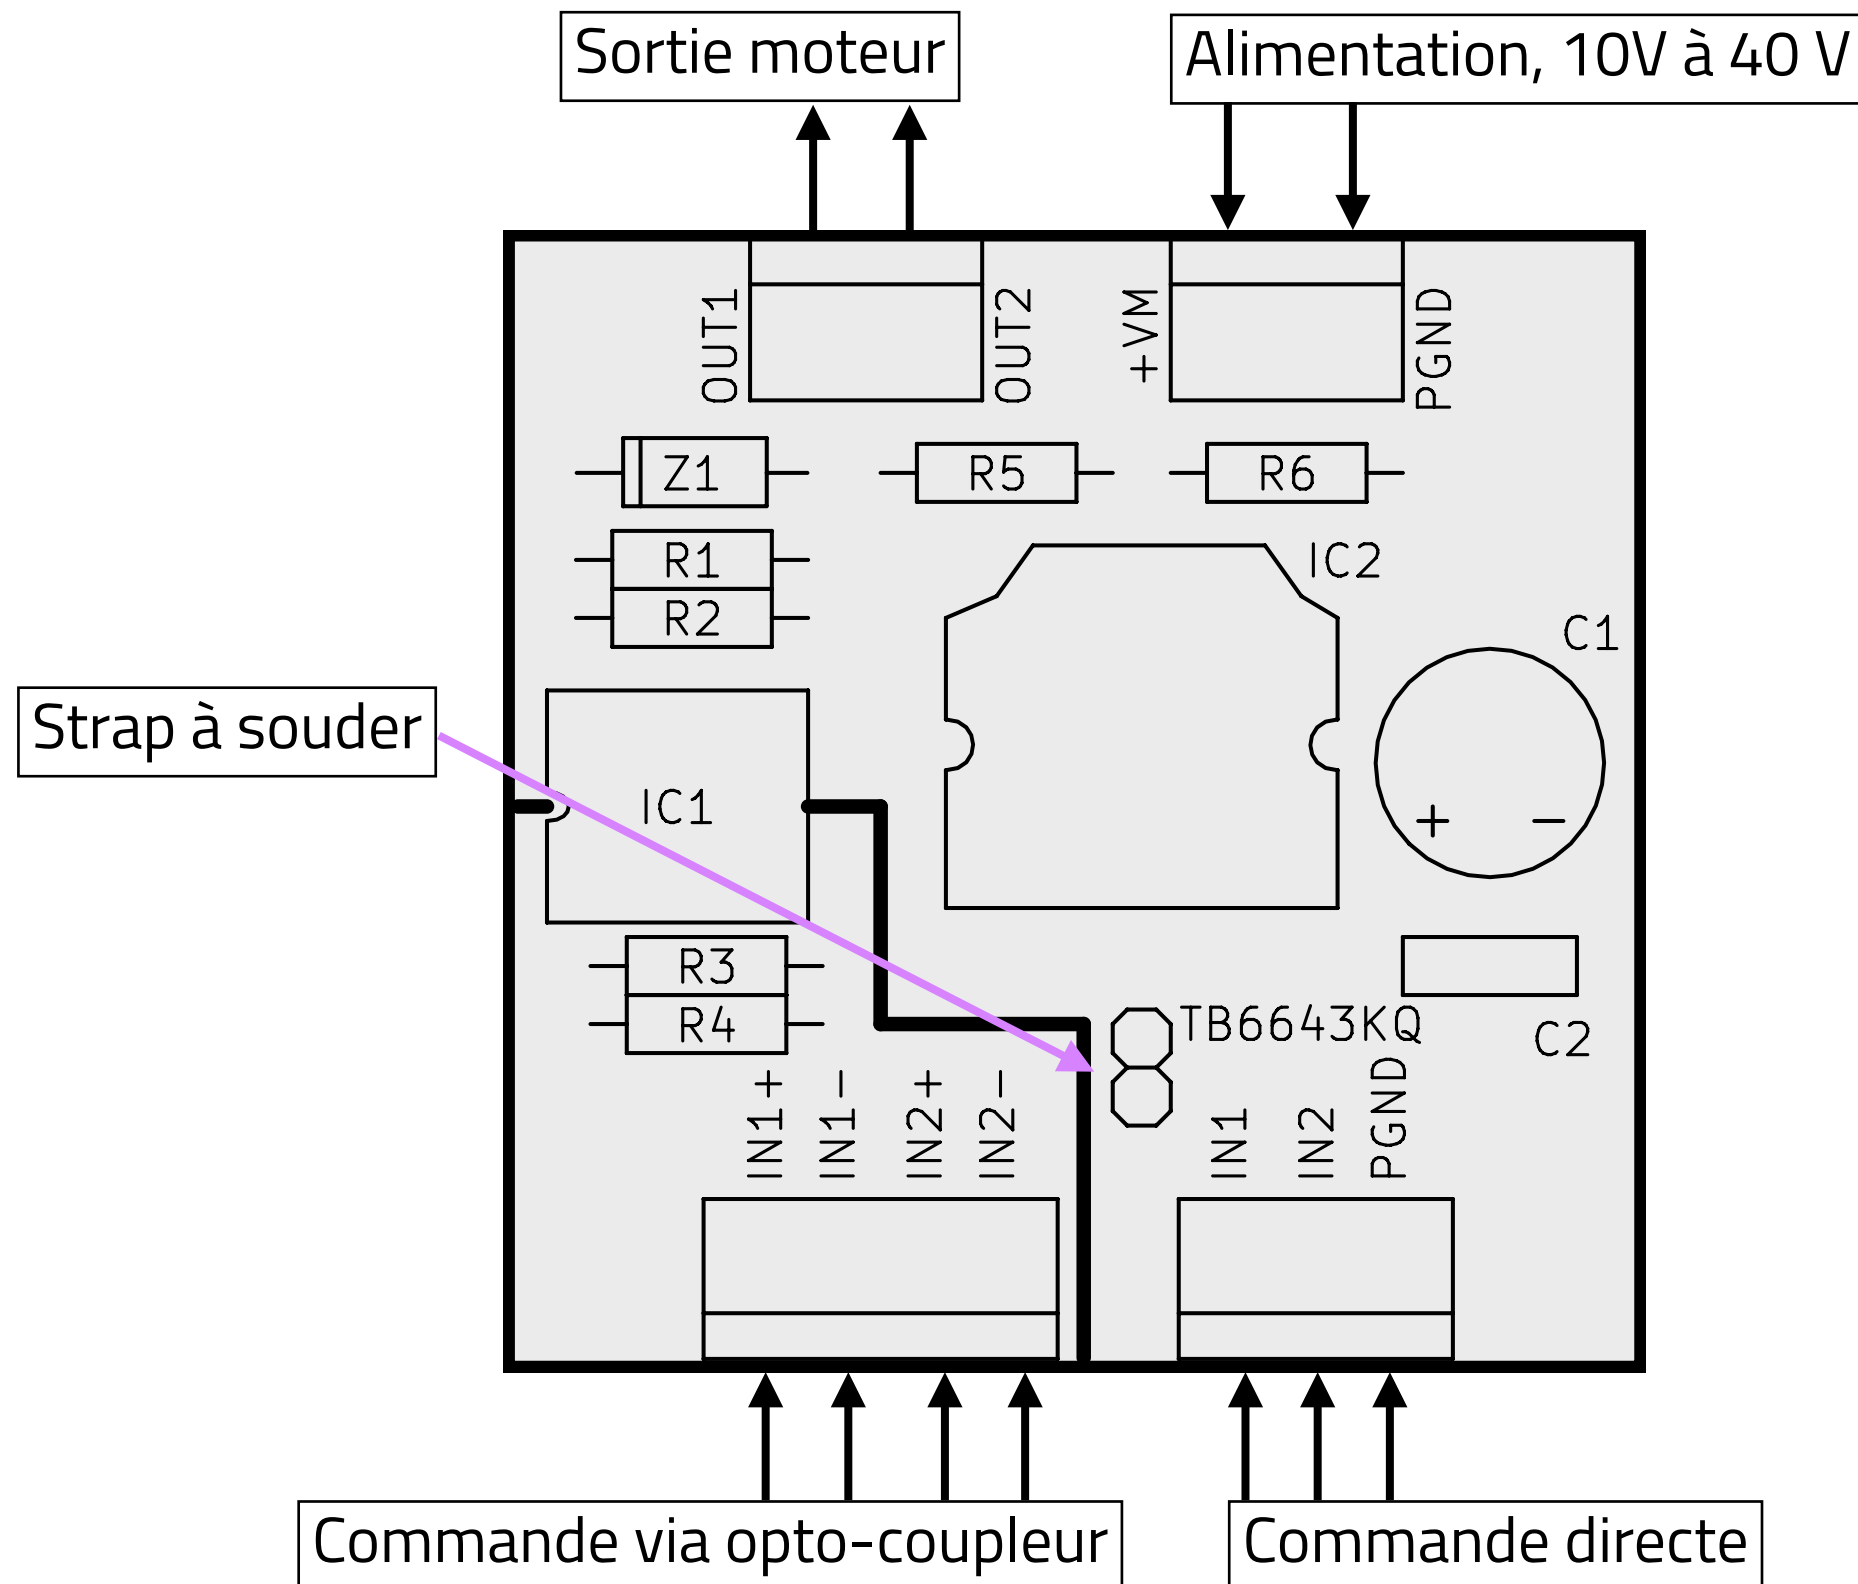 Sortie moteur
Alimentation, 10V à 40 V
OUT1
OUT2
+VM
PGND
Z1
R5
R6
R1
R2
IC2
C1
Strap à souder
IC1
+ -
R3
R4
TB6643KQ
C2
IN1+
IN1-
IN2+
IN2-
IN1
IN2
PGND
Commande via opto-coupleur
Commande directe